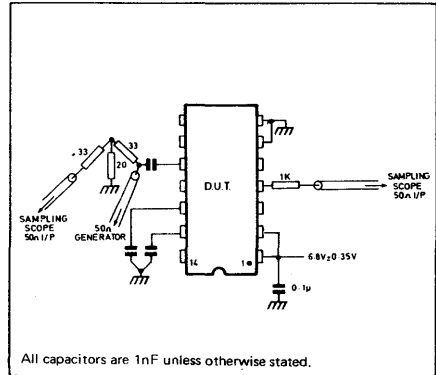 .33
33
20
1K
D.U.T.
SAMPLING
SCOPE
50Ω I/P
SAMPLING
SCOPE
50Ω I/P
50Ω
GENERATOR
14
1
6.8V±0.35V
0·1µ
All capacitors are 1nF unless otherwise stated.